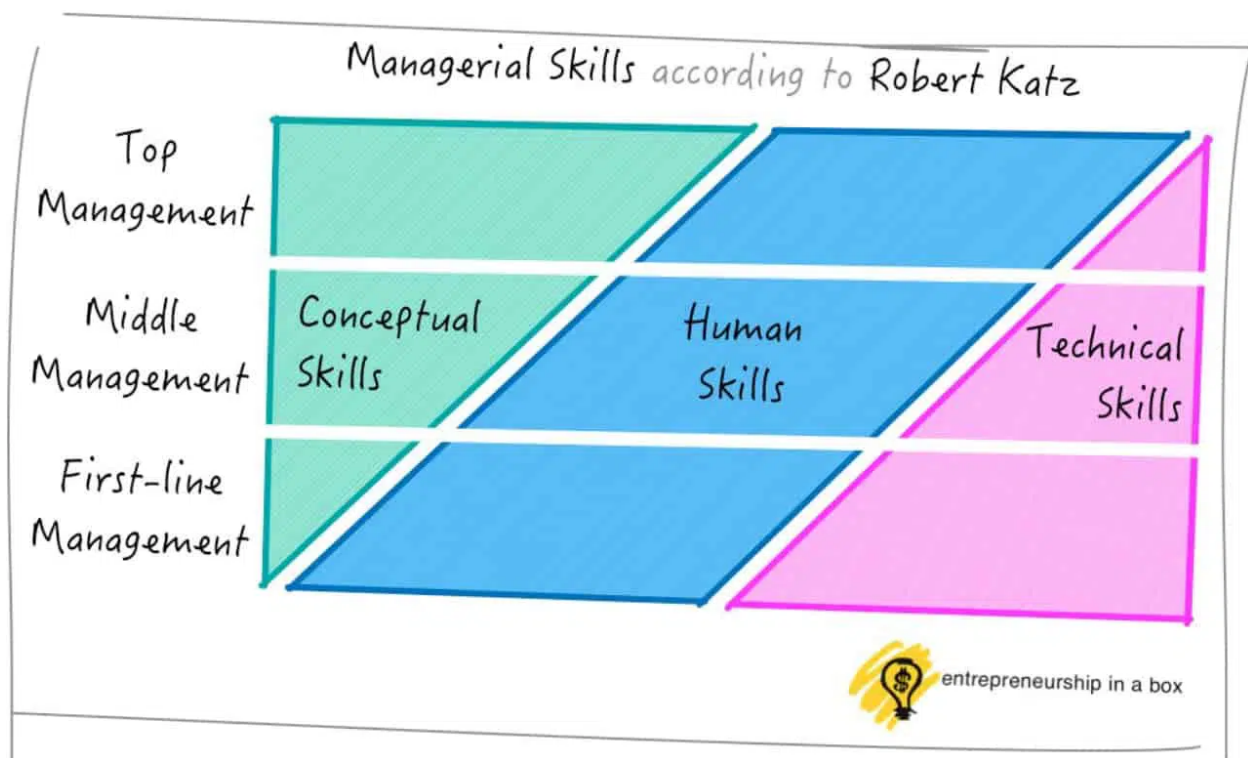 Managerial Skills according to Robert Katz
Top
Management
Middle
Management
First-line
Management
Conceptual
Skills
Human
Skills
Technical
Skills
$
entrepreneurship in a box